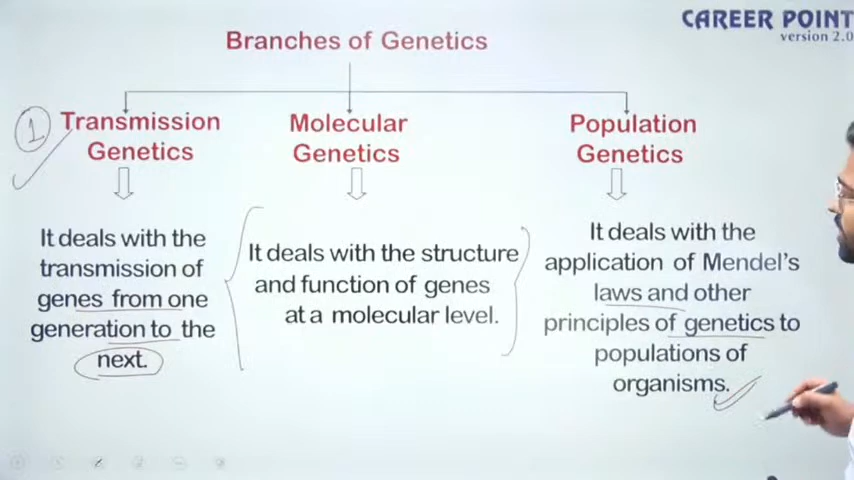 CAREER POINT
version 2.0
Branches of Genetics
1
Transmission
Genetics
It deals with the
transmission of
genes from one
generation to the
next.
Molecular
Genetics
It deals with the structure
and function of genes
at a molecular level.
Population
Genetics
It deals with the
application of Mendel's
laws and other
principles of genetics to
populations of
organisms.